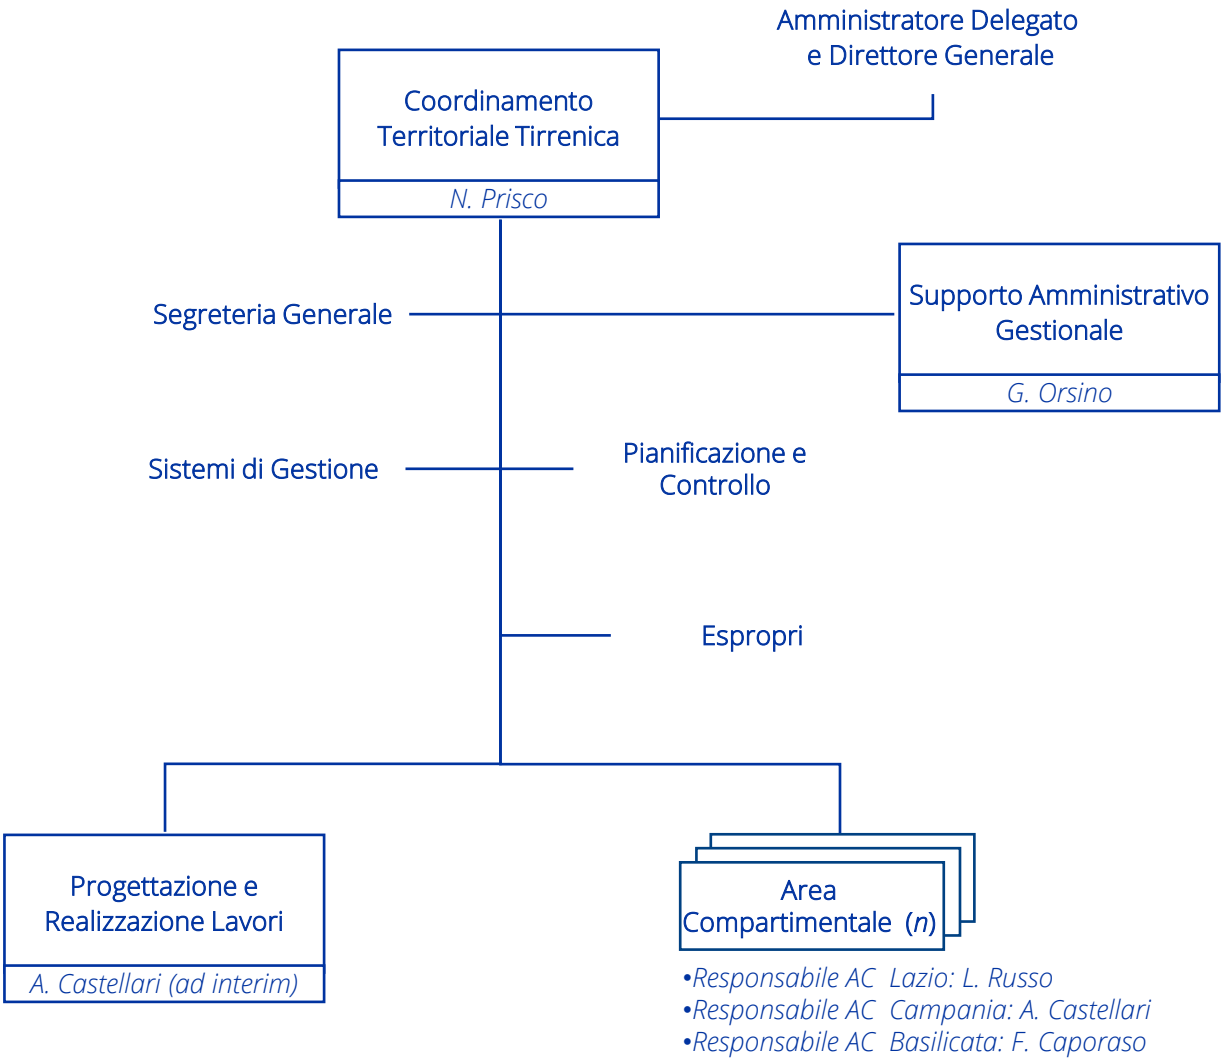 Amministratore Delegato
e Direttore Generale
Coordinamento
Territoriale Tirrenica
N. Prisco
Segreteria Generale
Supporto Amministrativo
Gestionale
G. Orsino
Sistemi di Gestione
Pianificazione e
Controllo
Espropri
Progettazione e
Realizzazione Lavori
A. Castellari (ad interim)
Area
Compartimentale (n)
•Responsabile AC Lazio: L. Russo
•Responsabile AC Campania: A. Castellari
•Responsabile AC Basilicata: F. Caporaso